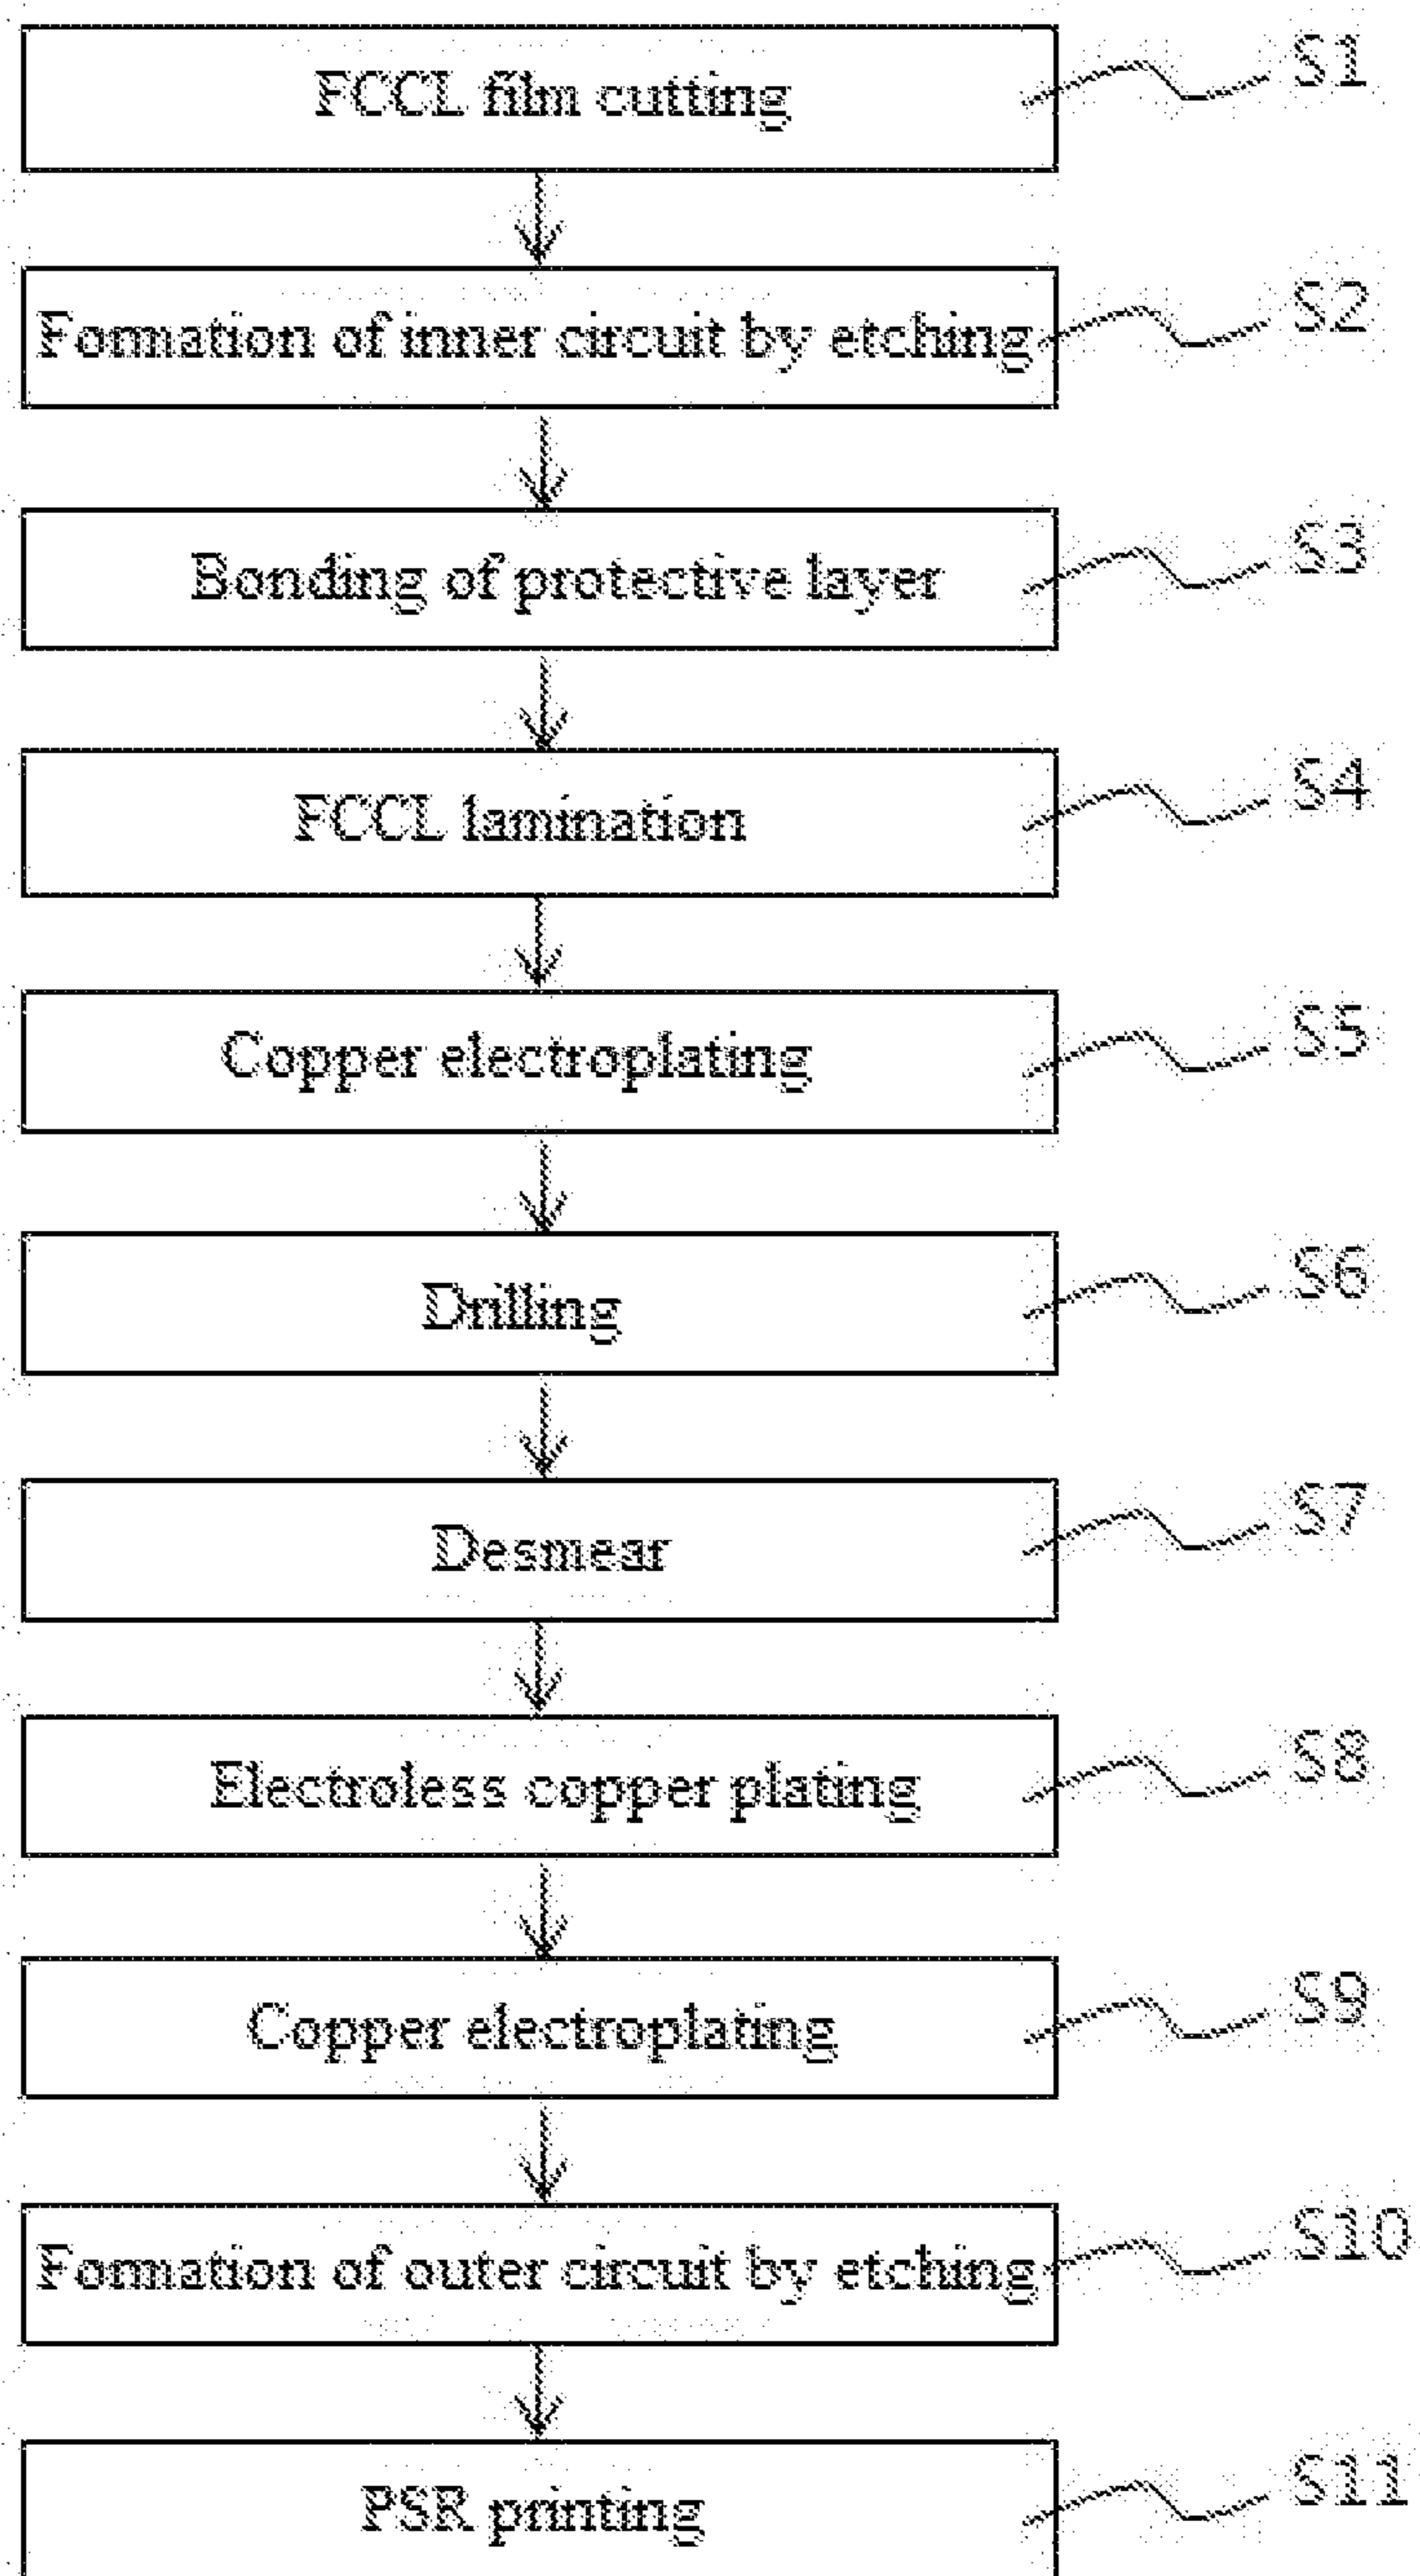 FCCL film cutting S1
Formation of inner circuit by etching S2
Bonding of protective layer S3
FCCL lamination S4
Copper electroplating S5
Drilling S6
Desmear S7
Electroless copper plating S8
Copper electroplating S9
Formation of outer circuit by etching S10
PSR printing S11